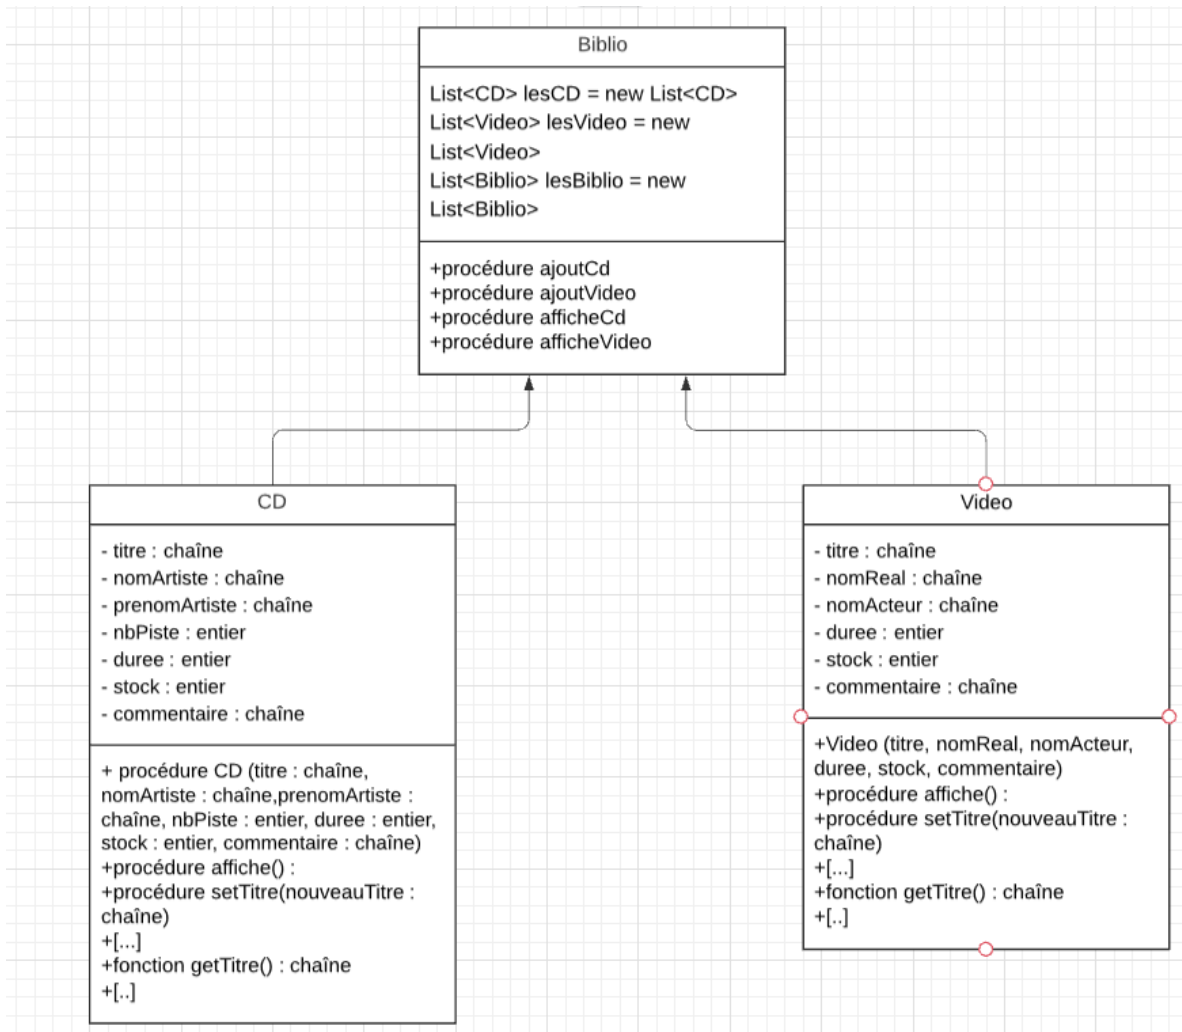 Biblio
List<CD> lesCD = new List<CD>
List<Video> lesVideo = new
List<Video>
List<Biblio> lesBiblio = new
List<Biblio>
+procédure ajoutCd
+procédure ajoutVideo
+procédure afficheCd
+procédure afficheVideo
CD
- titre : chaîne
- nomArtiste : chaîne
- prenomArtiste : chaîne
- nbPiste : entier
- duree : entier
- stock : entier
- commentaire : chaîne
+ procédure CD (titre : chaîne,
nomArtiste : chaîne,prenomArtiste :
chaîne, nbPiste : entier, duree : entier,
stock : entier, commentaire : chaîne)
+procédure affiche() :
+procédure setTitre(nouveauTitre :
chaîne)
+[...]
+fonction getTitre() : chaîne
+[..]
Video
- titre : chaîne
- nomReal : chaîne
- nomActeur : chaîne
- duree : entier
- stock : entier
- commentaire : chaîne
+Video (titre, nomReal, nomActeur,
duree, stock, commentaire)
+procédure affiche() :
+procédure setTitre(nouveauTitre :
chaîne)
+[...]
+fonction getTitre() : chaîne
+[..]